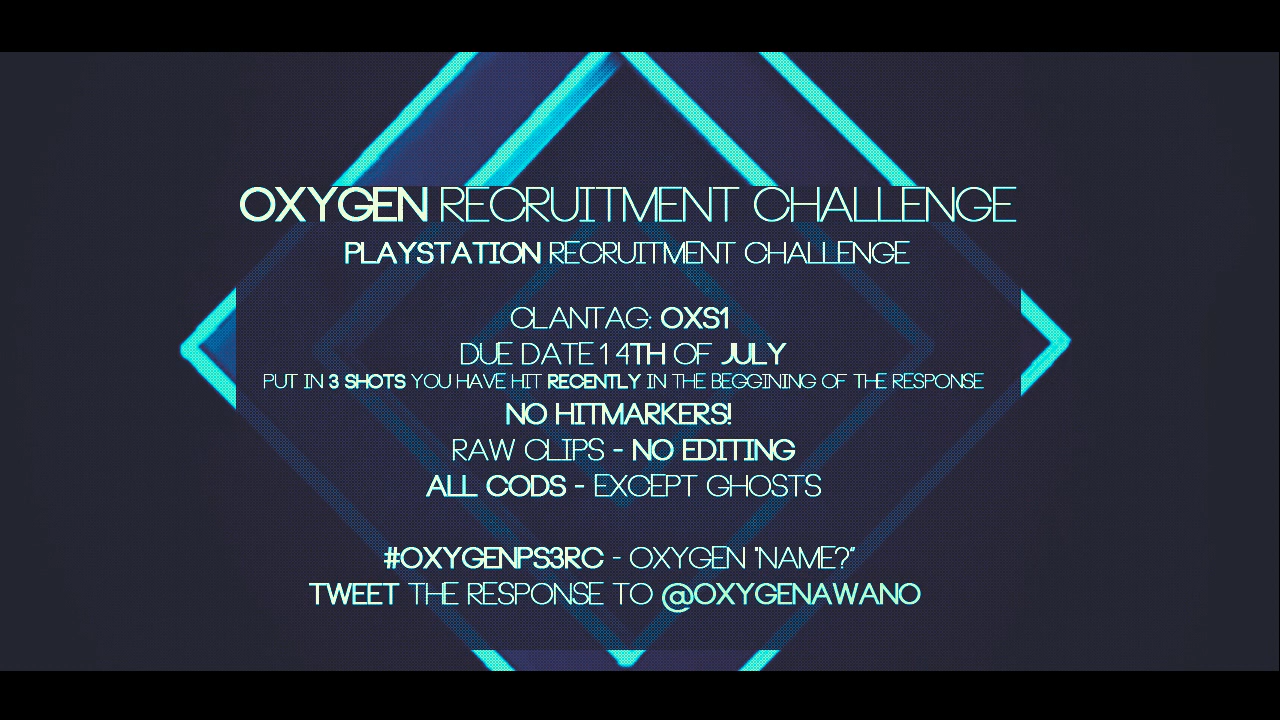 OXYGEN RECRUITMENT CHALLENGE
PLAYSTATION RECRUITMENT CHALLENGE
CLANTAG: OXS1
DUE DATE 14TH OF JULY
PUT IN 3 SHOTS YOU HAVE HIT RECENTLY IN THE BEGGINING OF THE RESPONSE
NO HITMARKERS!
RAW CLIPS - NO EDITING
ALL CODS - EXCEPT GHOSTS
#OXYGENPS3RC - OXYGEN "NAME?"
TWEET THE RESPONSE TO @OXYGENAWANO